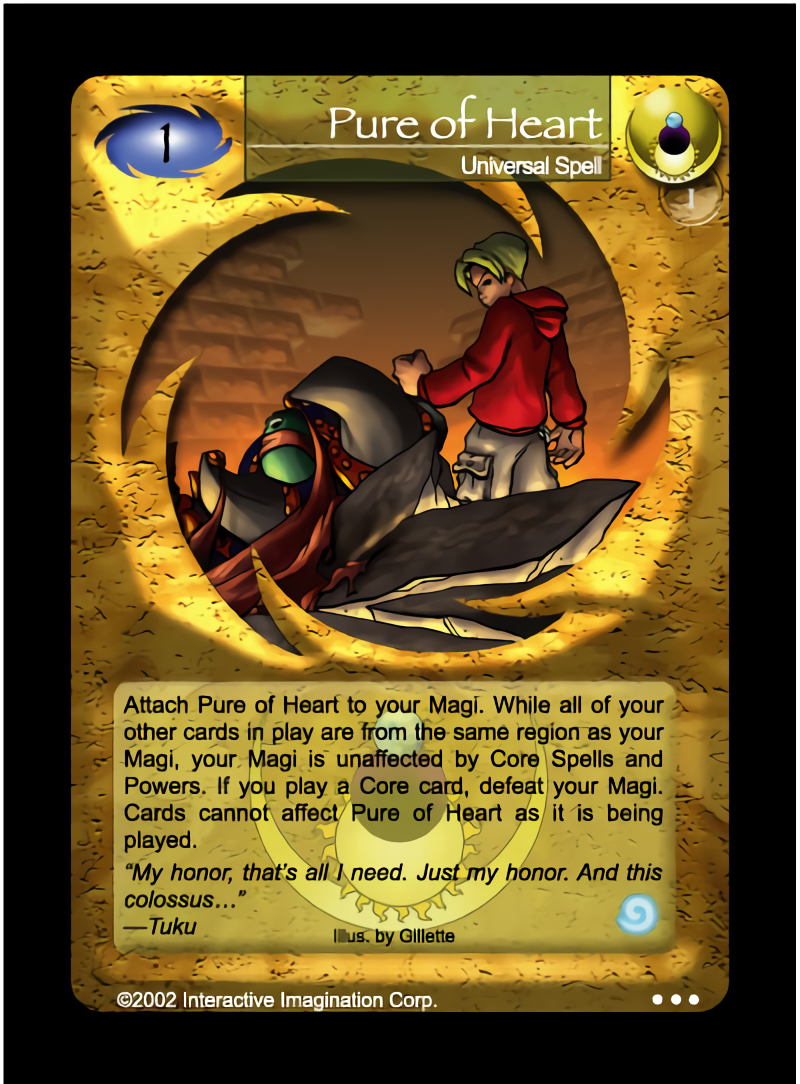 1
Pure of Heart
Universal Spell
1
Attach Pure of Heart to your Magi. While all of your
other cards in play are from the same region as your
Magi, your Magi is unaffected by Core Spells and
Powers. If you play a Core card, defeat your Magi.
Cards cannot affect Pure of Heart as it is being
played.
“My honor, that’s all I need. Just my honor. And this
colossus…”
—Tuku
Illus. by Gillette
©2002 Interactive Imagination Corp.